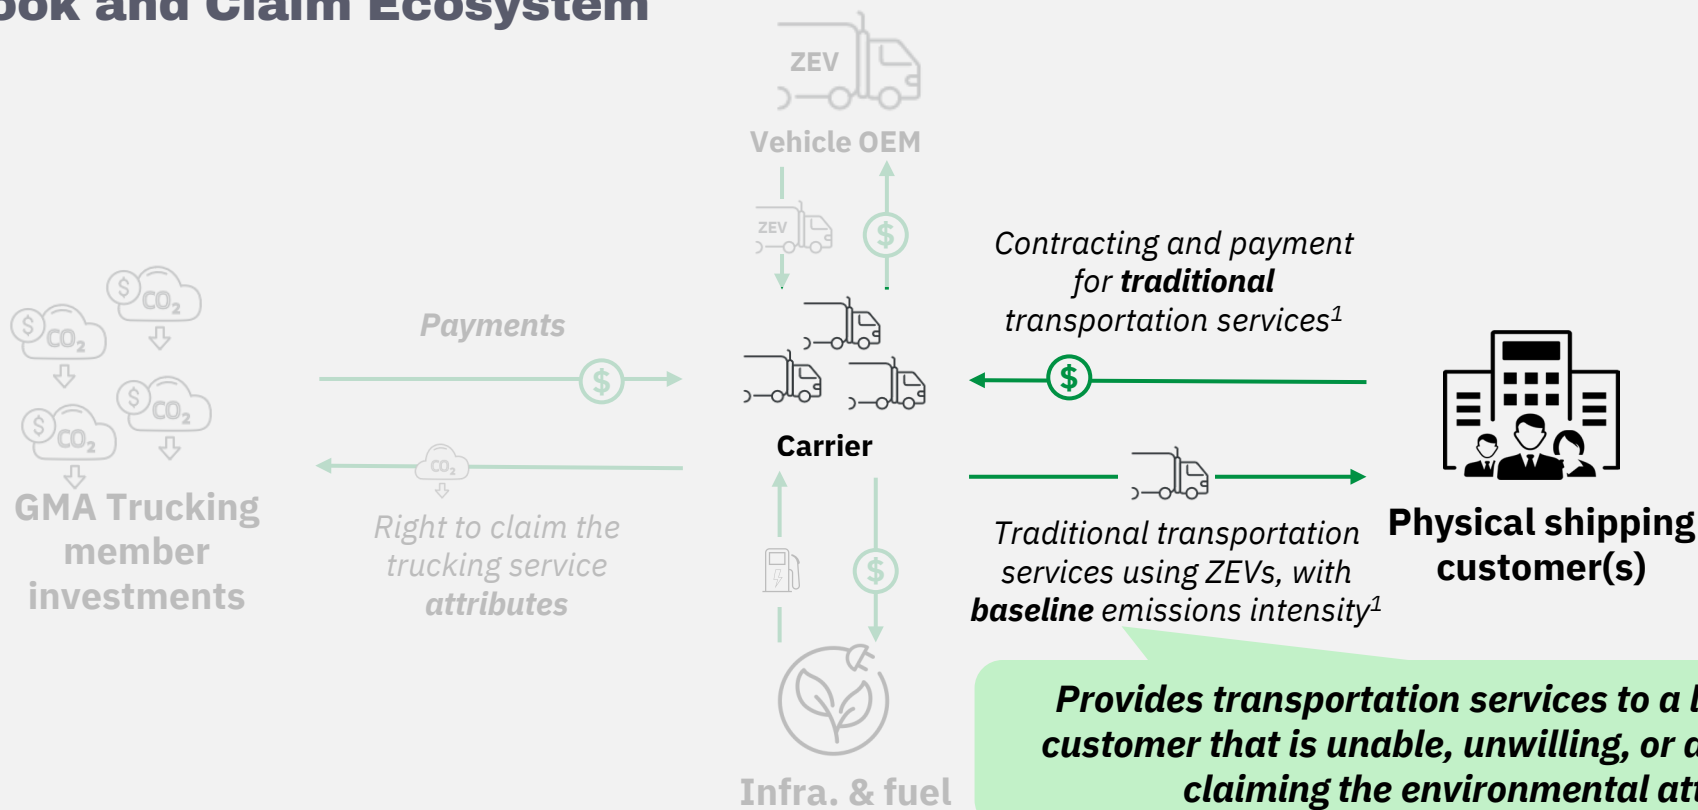 ook and Claim Ecosystem
ZEV
Vehicle OEM
ZEV
$
Contracting and payment
for traditional
transportation services1
$
CO2
$
CO2
$
CO2
$
CO2
Payments
$
$
Carrier
CO2
GMA Trucking
member
investments
Right to claim the
trucking service
attributes
$
Traditional transportation
services using ZEVs, with
baseline emissions intensity1
Physical shipping
customer(s)
Provides transportation services to a
customer that is unable, unwilling, or
claiming the environmental
Infra. & fuel